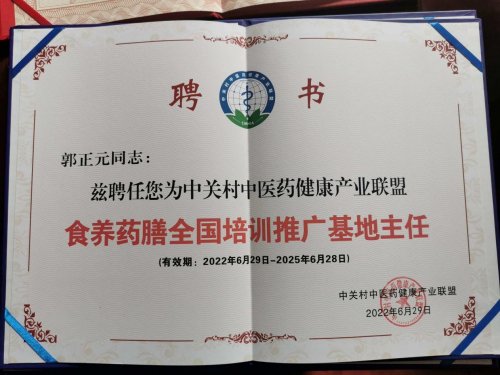 聘 书
郭正元同志：
兹聘任您为中关村中医药健康产业联盟
食养药膳全国培训推广基地主任
(有效期：2022年6月29日-2025年6月28日)
中关村中医药健康产业联盟
2022年6月29日